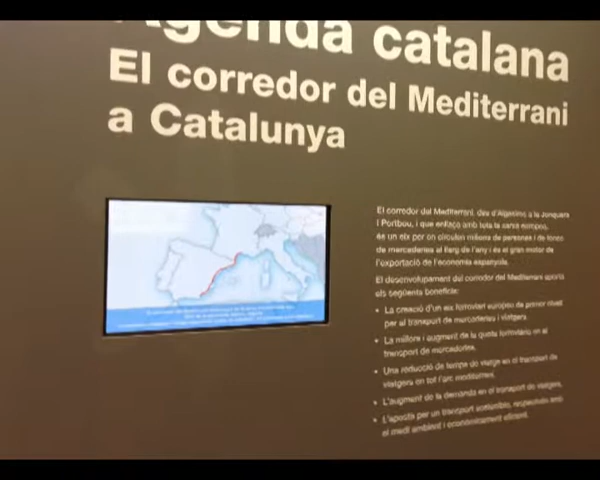 Agenda catalana
El corredor del Mediterrani
a Catalunya
El corredor del Mediterrani, des d'Algesires a la Jonquera
i Portbou, i que enllaça amb tota la xarxa europea,
és un eix per on circulen milions de persones i de tones
de mercaderies al llarg de l'any i és el gran motor de
l'exportació de l'economia espanyola.
El desenvolupament del corredor del Mediterrani aporta
els següents beneficis:
• La creació d'un eix ferroviari europeu de primer nivell
per al transport de mercaderies i viatgers.
• La millora i augment de la quota ferroviària en el
transport de mercaderies.
• Una reducció de temps de viatge en el transport de
viatgers en tot l'arc mediterrani.
• L'augment de la demanda en el transport de viatgers.
• L'aposta per un transport sostenible, respectuós amb
el medi ambient i econòmicament eficient.